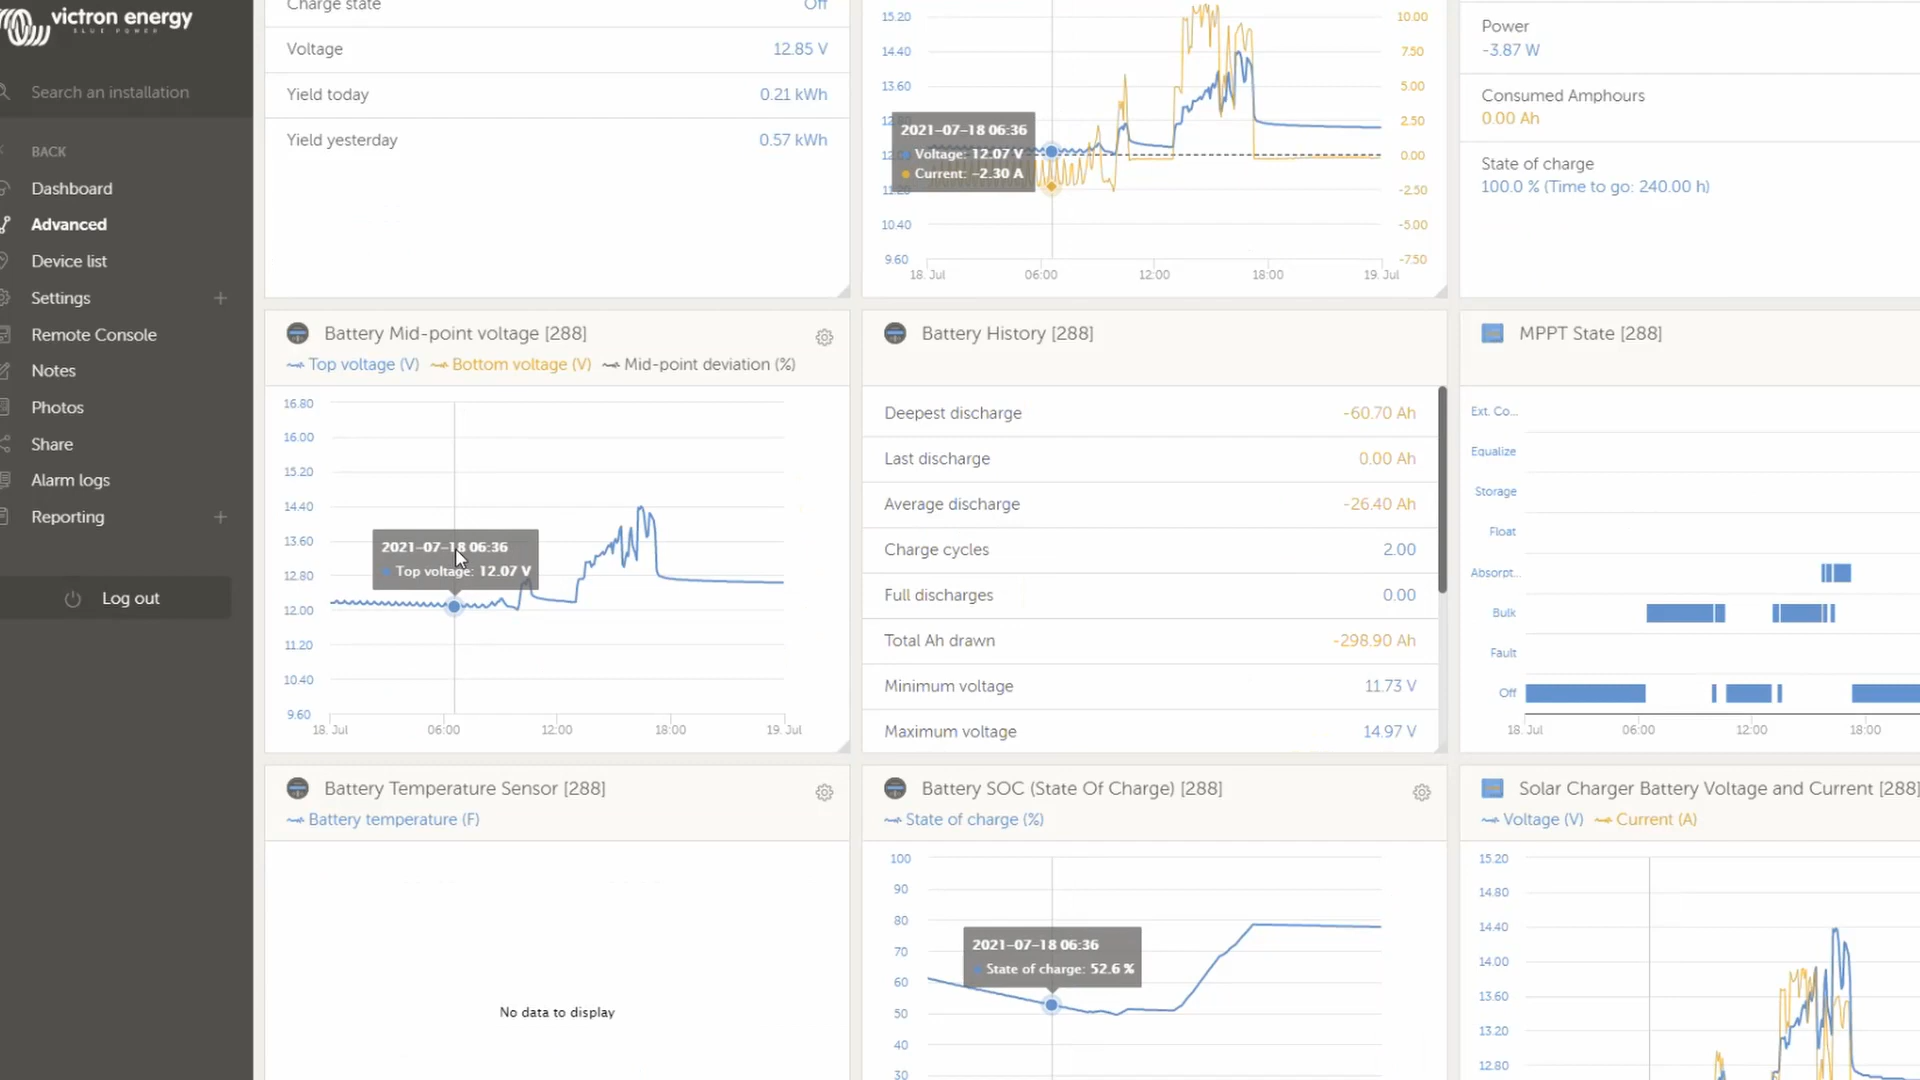 victron energy
BLUE POWER
Search an installation
BACK
Dashboard
Advanced
Device list
Settings
Remote Console
Notes
Photos
Share
Alarm logs
Reporting
Log out
Charge state Off
Voltage 12.85 V
Yield today 0.21 kWh
Yield yesterday 0.57 kWh
15.20 10.00
14.40 7.50
13.60 5.00
12.80 2.50
0.00
11.20 -2.50
10.40 -5.00
9.60 -7.50
2021-07-18 06:36
Voltage: 12.07 V
Current: -2.30 A
18. Jul 06:00 12:00 18:00 19. Jul
Power
-3.87 W
Consumed Amphours
0.00 Ah
State of charge
100.0 % (Time to go: 240.00 h)
Battery Mid-point voltage [288]
Top voltage (V) Bottom voltage (V) Mid-point deviation (%)
16.80
16.00
15.20
14.40
13.60
12.80
12.00
11.20
10.40
9.60
2021-07-18 06:36
Top voltage: 12.07 V
18. Jul 06:00 12:00 18:00 19. Jul
Battery History [288]
Deepest discharge -60.70 Ah
Last discharge 0.00 Ah
Average discharge -26.40 Ah
Charge cycles 2.00
Full discharges 0.00
Total Ah drawn -298.90 Ah
Minimum voltage 11.73 V
Maximum voltage 14.97 V
MPPT State [288]
Ext. Co...
Equalize
Storage
Float
Absorpt...
Bulk
Fault
Off
18. Jul 06:00 12:00 18:00
Battery Temperature Sensor [288]
Battery temperature (F)
No data to display
Battery SOC (State Of Charge) [288]
State of charge (%)
100
90
80
70
60
50
40
30
2021-07-18 06:36
State of charge: 52.6 %
Solar Charger Battery Voltage and Current [288]
Voltage (V) Current (A)
15.20
14.80
14.40
14.00
13.60
13.20
12.80